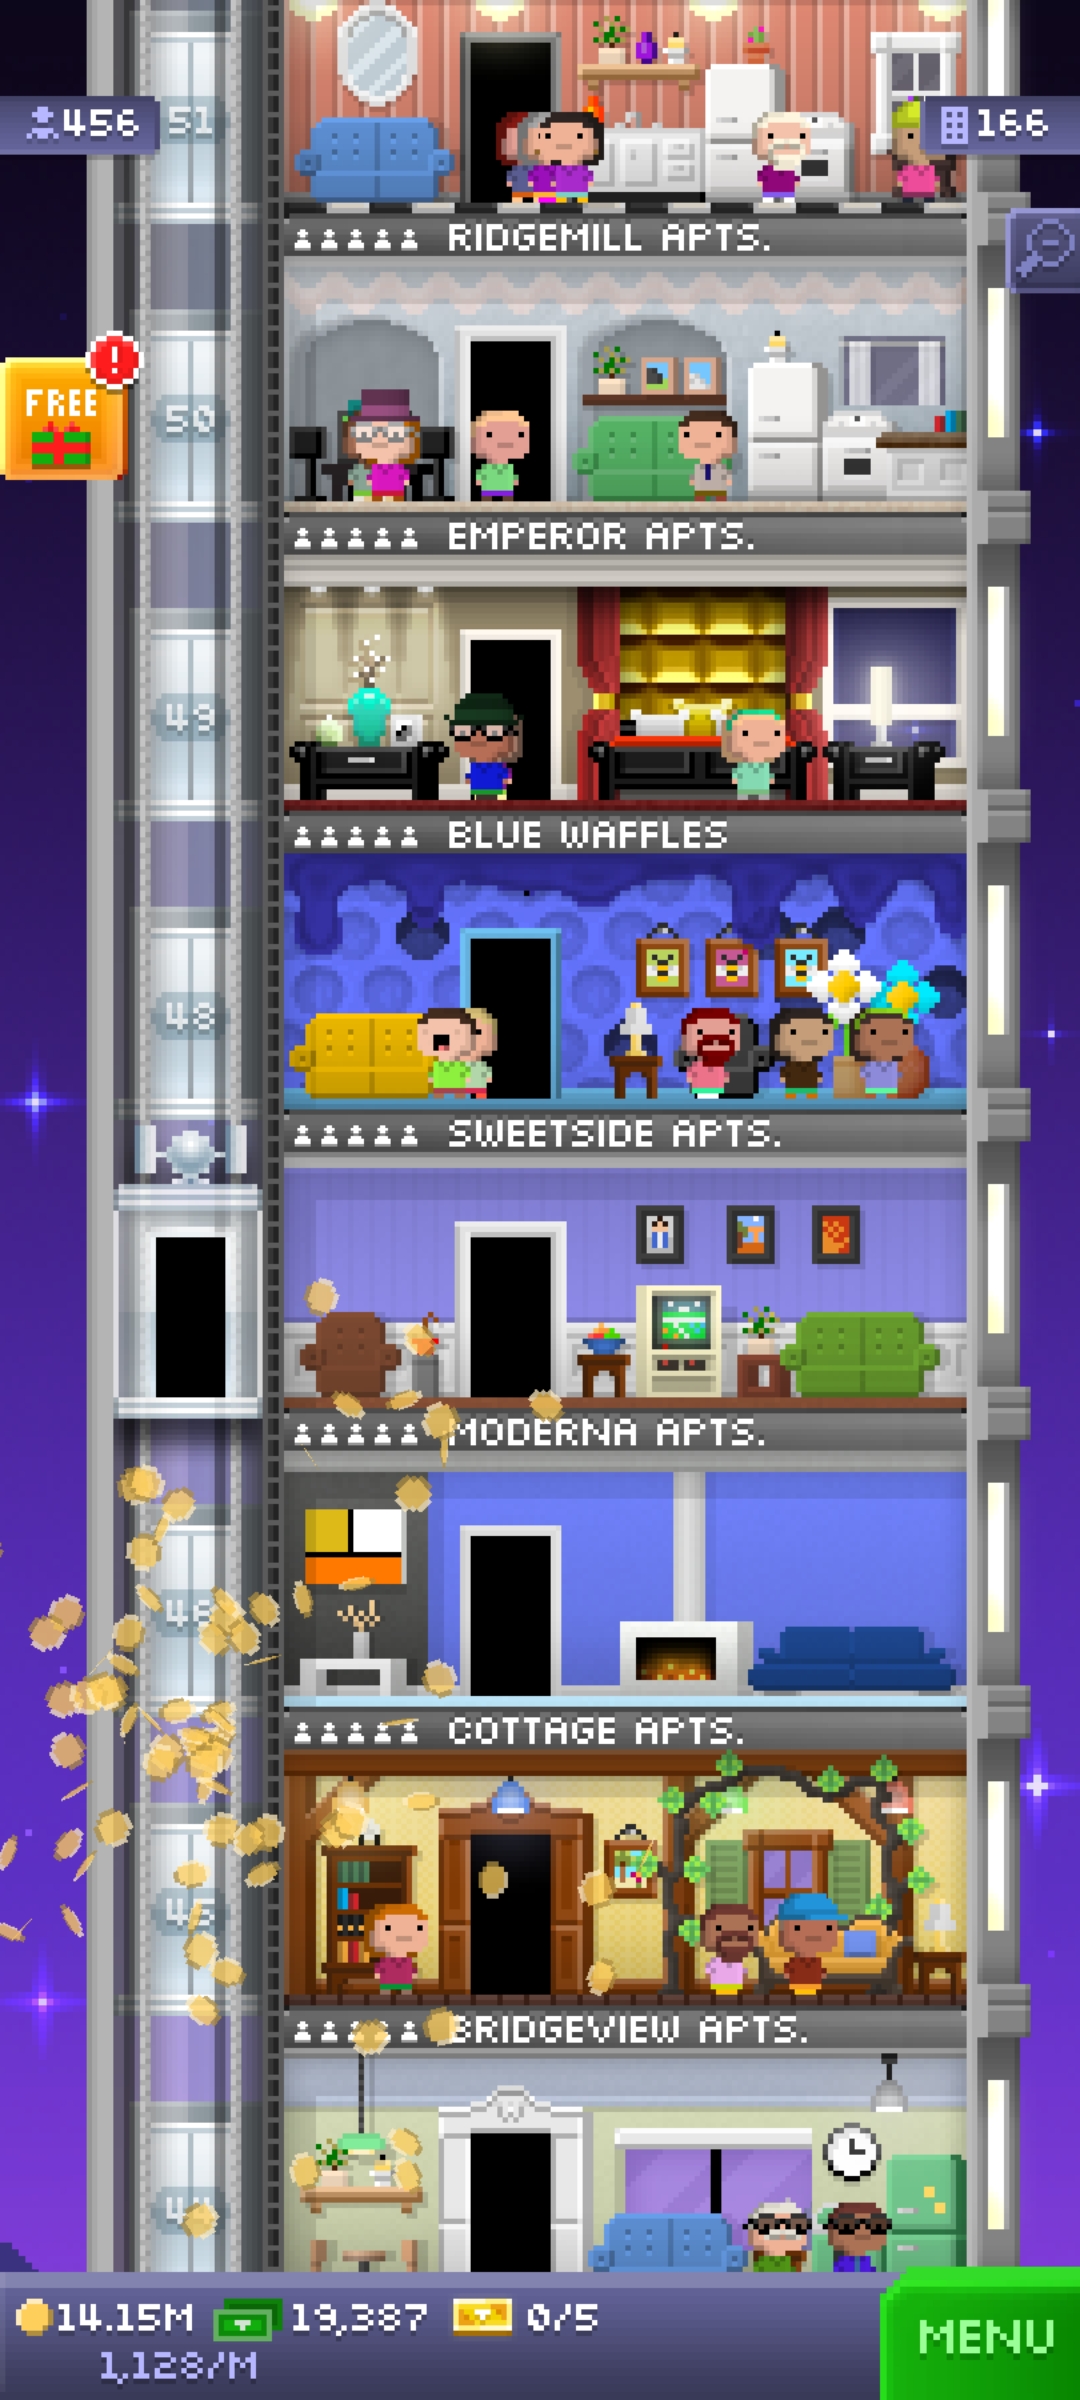 456
51
166
RIDGEMILL APTS.
FREE
!
50
EMPEROR APTS.
49
BLUE WAFFLES
48
SWEETSIDE APTS.
MODERNA APTS.
46
COTTAGE APTS.
45
BRIDGEVIEW APTS.
14.15M 19,387 0/5
1,128/M
MENU